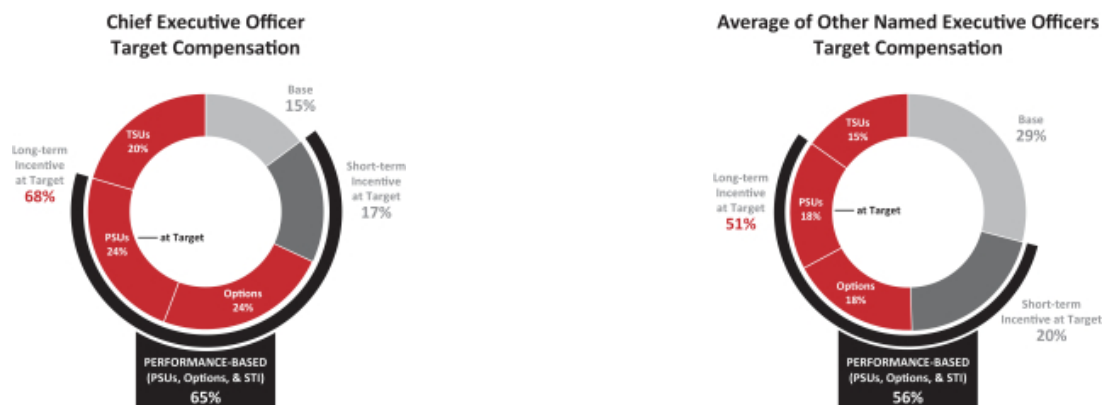 Chief Executive Officer
Target Compensation
Base
15%
TSUs
20%
Long-term
Incentive
at Target
68%
Short-term
Incentive
at Target
17%
PSUs
24%
at Target
Options
24%
PERFORMANCE-BASED
(PSUs, Options, & STI)
65%
Average of Other Named Executive Officers
Target Compensation
TSUs
15%
Base
29%
Long-term
Incentive
at Target
51%
PSUs
18%
at Target
Options
18%
Short-term
Incentive at Target
20%
PERFORMANCE-BASED
(PSUs, Options, & STI)
56%